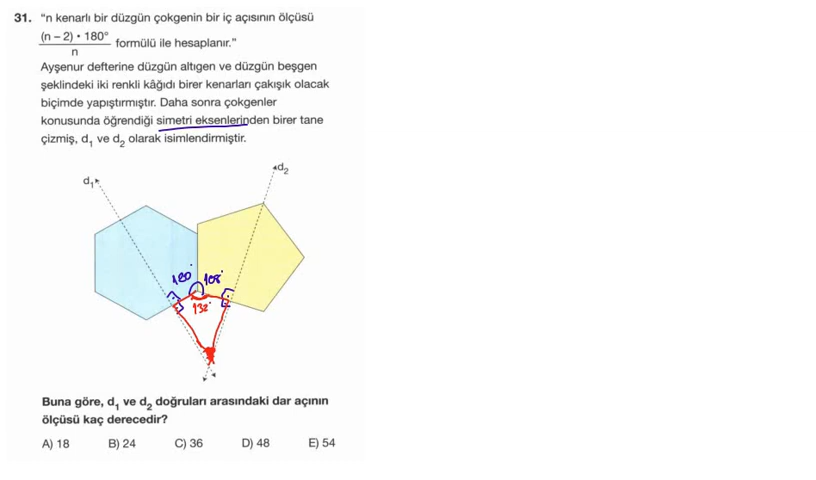 31. "n kenarlı bir düzgün çokgenin bir iç açısının ölçüsü
(n – 2) • 180°
n
formülü ile hesaplanır."
Ayşenur defterine düzgün altıgen ve düzgün beşgen
şeklindeki iki renkli kâğıdı birer kenarları çakışık olacak
biçimde yapıştırmıştır. Daha sonra çokgenler
konusunda öğrendiği simetri eksenlerinden birer tane
çizmiş, d₁ ve d₂ olarak isimlendirmiştir.
d₂
d₁
120° 108°
132°
Buna göre, d₁ ve d₂ doğruları arasındaki dar açının
ölçüsü kaç derecedir?
A) 18 B) 24 C) 36 D) 48 E) 54